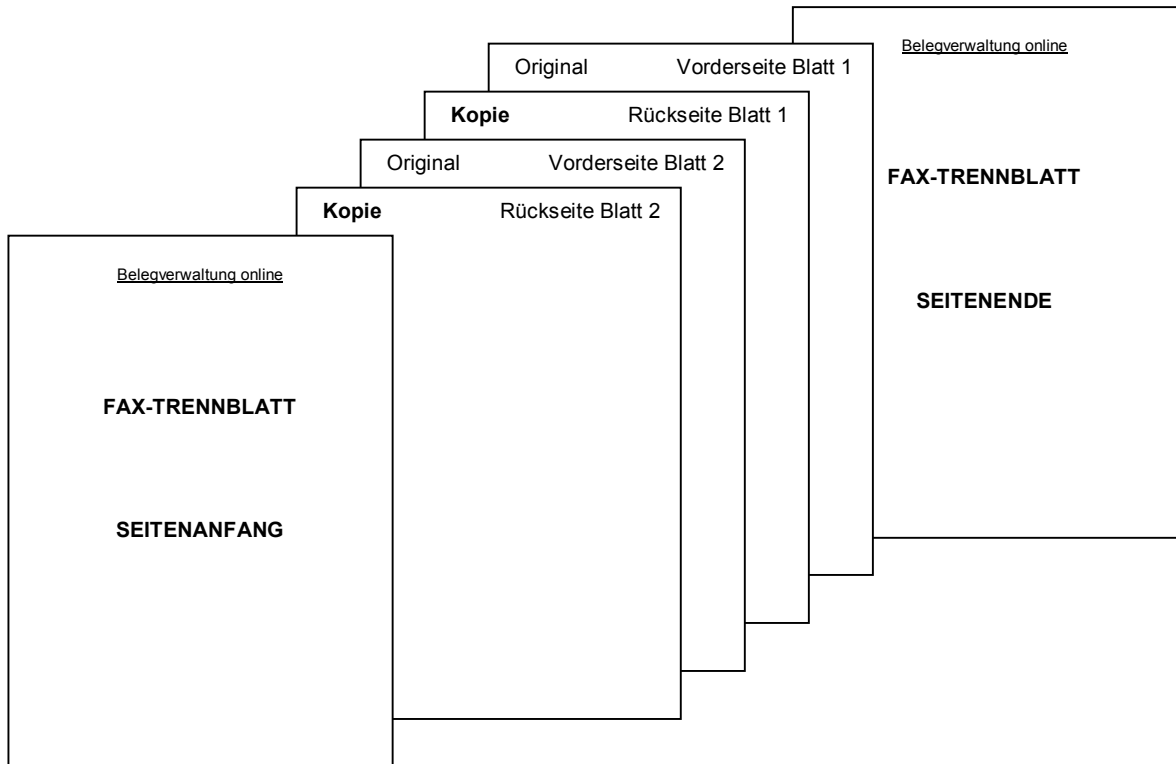 Belegverwaltung online
FAX-TRENNBLATT
SEITENENDE
Original Vorderseite Blatt 1
Kopie Rückseite Blatt 1
Original Vorderseite Blatt 2
Kopie Rückseite Blatt 2
Belegverwaltung online
FAX-TRENNBLATT
SEITENANFANG